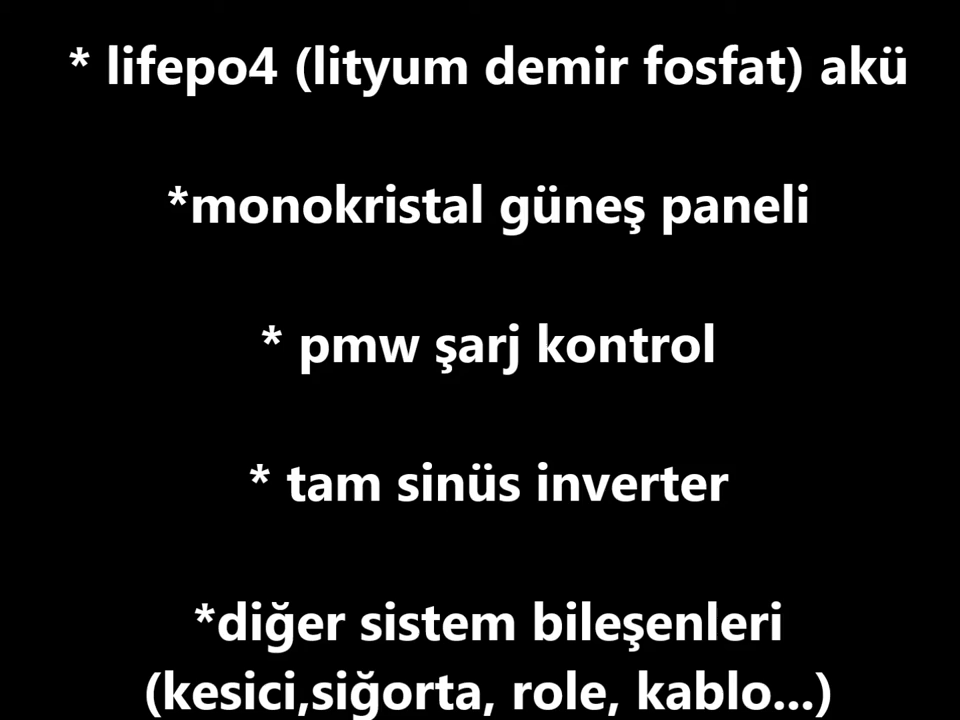 * lifepo4 (lityum demir fosfat) akü
*monokristal güneş paneli
* pmw şarj kontrol
* tam sinüs inverter
*diğer sistem bileşenleri
(kesici,siğorta, role, kablo...)